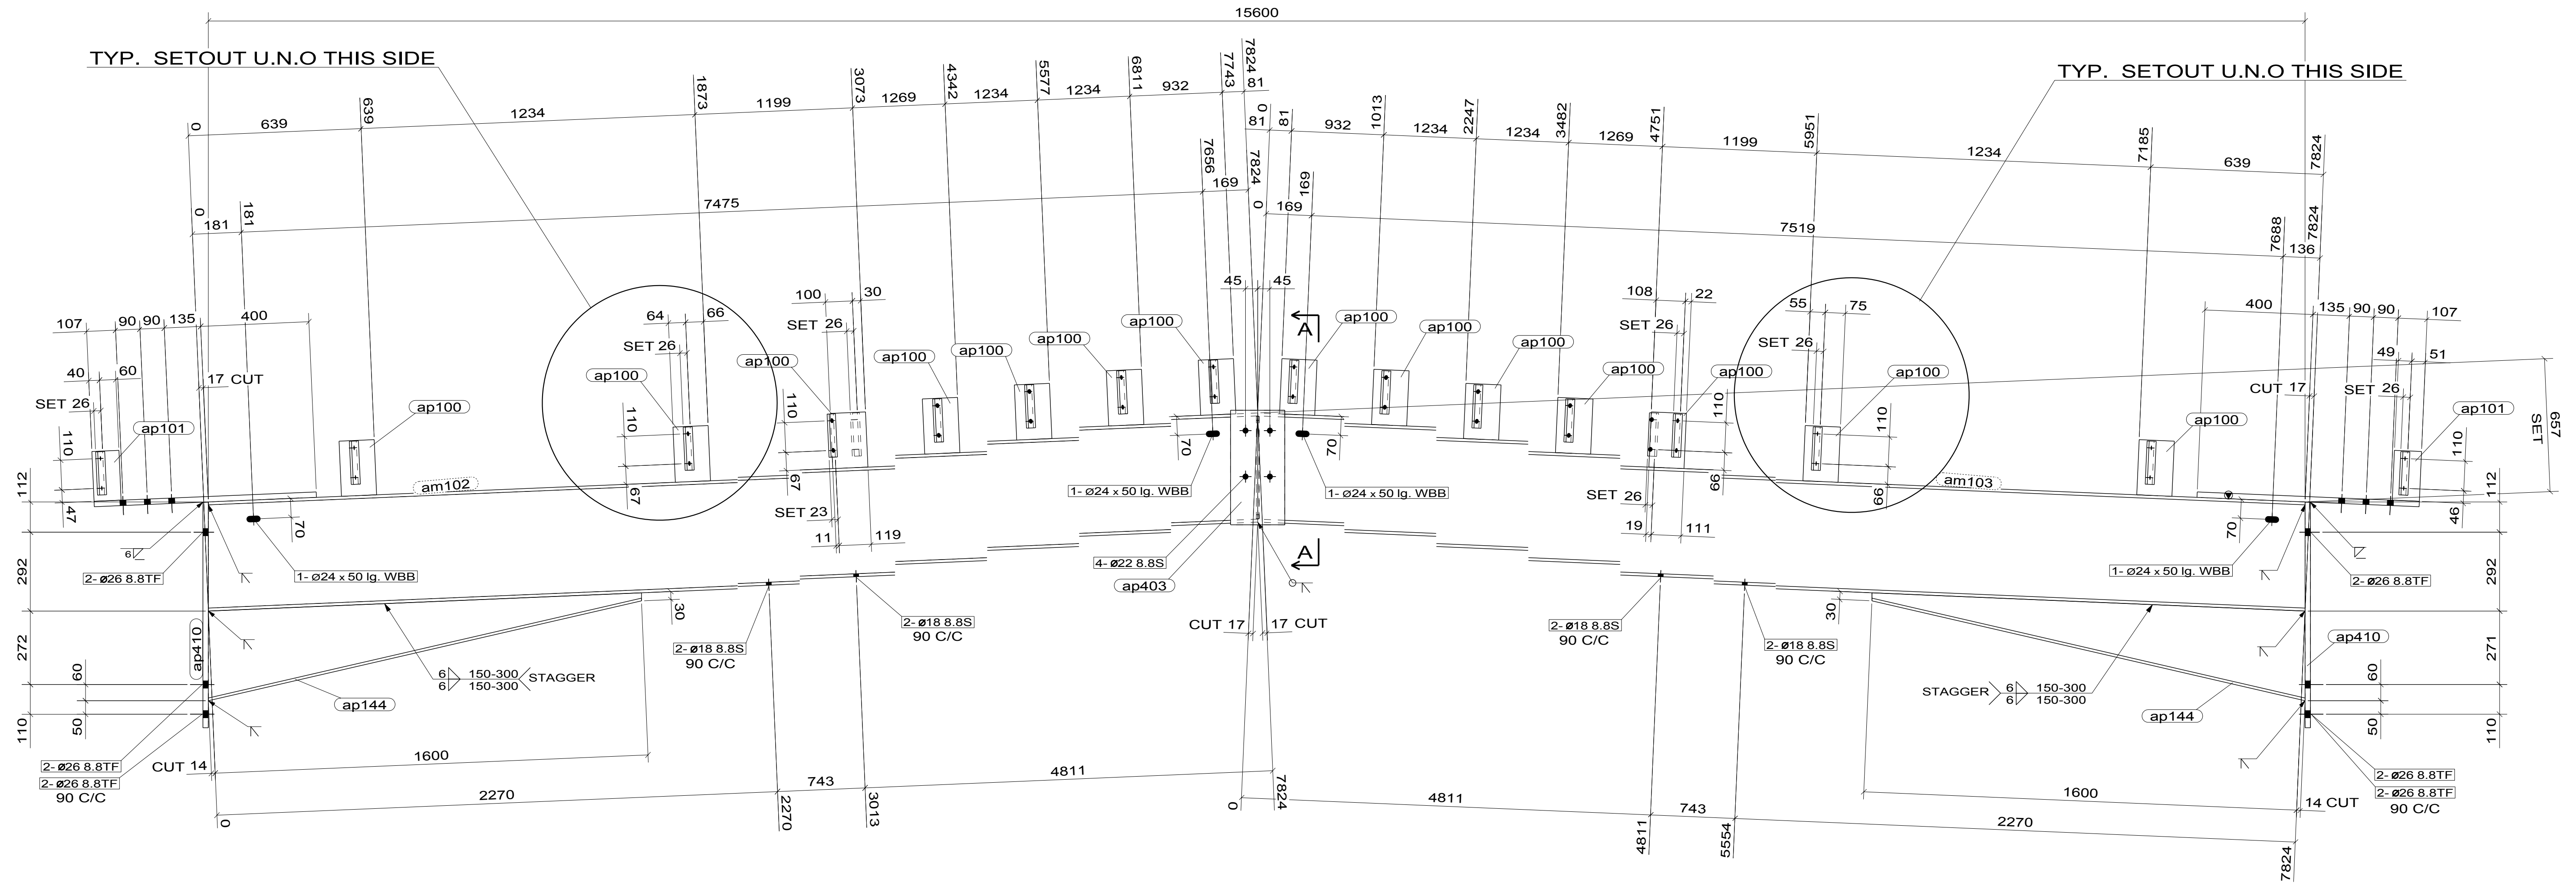 15600
TYP. SETOUT U.N.O THIS SIDE
TYP. SETOUT U.N.O THIS SIDE
0
639
639
1234
1873
1199
3073
1269
4342
1234
5577
1234
6811
932
7743
7824
81
81
0
81
932
1013
1234
2247
1234
3482
1269
4751
1199
5951
1234
7185
639
7824
0
181
181
7475
7656
169
7824
0
169
169
7519
7688
136
7824
107
90
90
135
400
40
60
SET 26
110
47
17 CUT
ap101
ap100
64
66
SET 26
ap100
110
67
100
30
SET 26
ap100
110
67
SET 23
11
119
ap100
ap100
ap100
ap100
45
45
A
ap100
ap100
ap100
ap100
70
70
1- Ø24 x 50 lg. WBB
1- Ø24 x 50 lg. WBB
108
22
SET 26
ap100
110
66
SET 26
19
111
55
75
SET 26
ap100
110
66
ap100
400
135
90
90
107
49
51
CUT 17
SET 26
ap101
110
46
657
SET
112
292
272
110
60
50
am102
am103
70
6
2- Ø26 8.8TF
1- Ø24 x 50 lg. WBB
ap410
30
4- Ø22 8.8S
ap403
A
2- Ø18 8.8S
90 C/C
2- Ø18 8.8S
90 C/C
6 150-300
6 150-300
STAGGER
ap144
CUT 17
17 CUT
2- Ø18 8.8S
90 C/C
2- Ø18 8.8S
90 C/C
30
STAGGER
6 150-300
6 150-300
ap144
70
1- Ø24 x 50 lg. WBB
2- Ø26 8.8TF
ap410
112
292
271
110
60
50
2- Ø26 8.8TF
2- Ø26 8.8TF
90 C/C
CUT 14
1600
0
2270
2270
743
3013
4811
7824
0
4811
4811
743
5554
2270
7824
1600
14 CUT
2- Ø26 8.8TF
2- Ø26 8.8TF
90 C/C